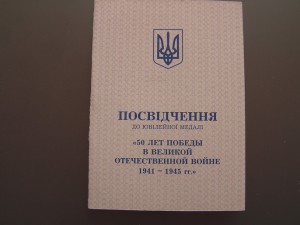 ПОСВІДЧЕННЯ
ДО ЮВІЛЕЙНОЇ МЕДАЛІ
»50 ЛЕТ ПОБЕДЫ
В ВЕЛИКОЙ
ОТЕЧЕСТВЕННОЙ ВОЙНЕ
1941 – 1945 гг.«